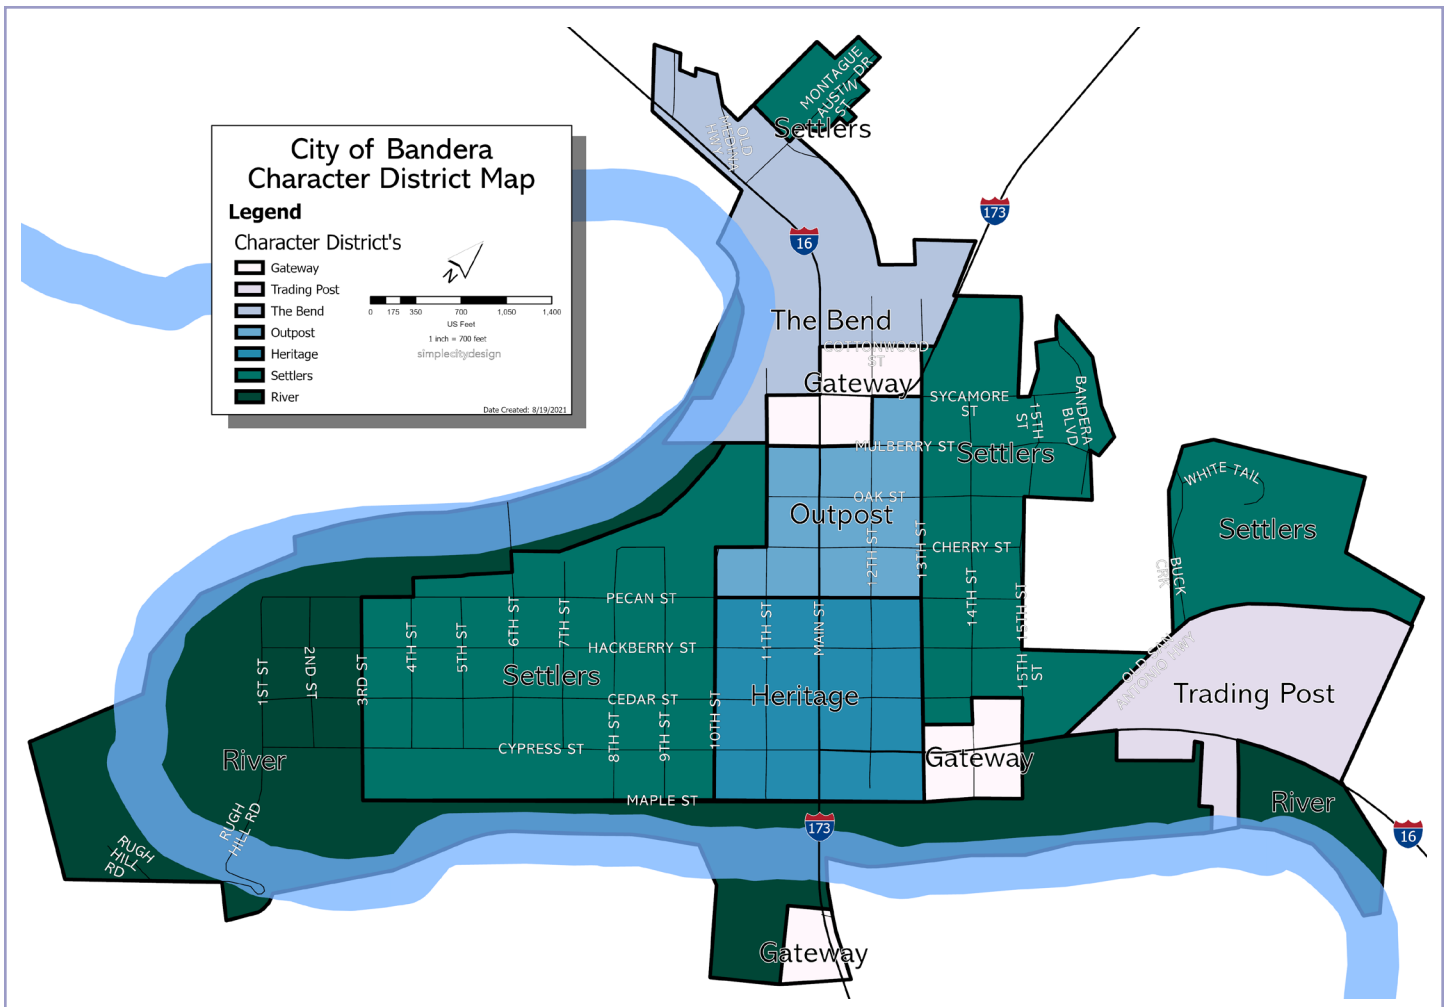 City of Bandera
Character District Map
Legend
Character District's
Gateway
Trading Post
The Bend
Outpost
Heritage
Settlers
River
N
0 175 350 700 1,050 1,400
US Feet
1 inch = 700 feet
simplecitydesign
Date Created: 8/19/2021
MONTAGUE
DR
AUSTIN
ST
Settlers
OLD
MEDINA
HWY
173
16
The Bend
COTTONWOOD
ST
Gateway
SYCAMORE
ST
15TH
ST
BANDERA
BLVD
MULBERRY ST
Settlers
WHITE TAIL
OAK ST
Outpost
Settlers
12TH ST
13TH ST
CHERRY ST
BUCK
CRK
14TH ST
15TH ST
PECAN ST
1ST ST
2ND ST
3RD ST
4TH ST
5TH ST
6TH ST
7TH ST
HACKBERRY ST
11TH ST
MAIN ST
15TH
ST
OLD SAN
ANTONIO HWY
Settlers
Heritage
Trading Post
CEDAR ST
8TH ST
9TH ST
10TH ST
CYPRESS ST
River
Gateway
MAPLE ST
River
RUGH
HILL RD
173
16
RUGH
HILL
RD
Gateway